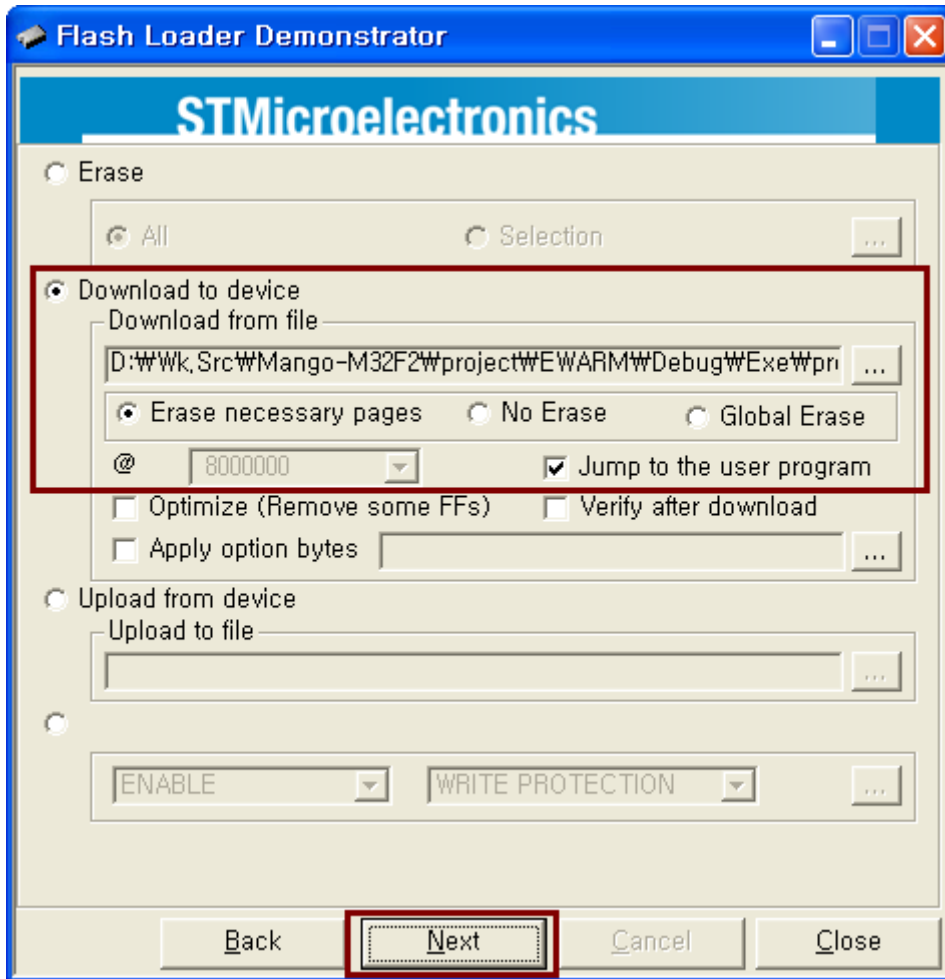 Flash Loader Demonstrator
STMicroelectronics
Erase
All Selection ...
Download to device
Download from file
D:₩Wk,Src₩Mango-M32F2₩project₩EWARM₩Debug₩Exe₩pr ...
Erase necessary pages No Erase Global Erase
@ 8000000 Jump to the user program
Optimize (Remove some FFs) Verify after download
Apply option bytes ...
Upload from device
Upload to file
...
ENABLE WRITE PROTECTION ...
Back Next Cancel Close